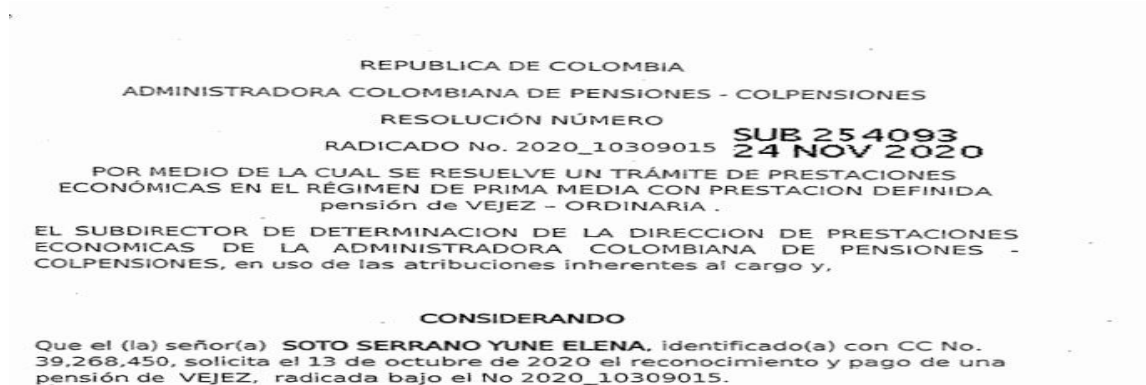 REPUBLICA DE COLOMBIA
ADMINISTRADORA COLOMBIANA DE PENSIONES - COLPENSIONES
RESOLUCIÓN NÚMERO
RADICADO No. 2020_10309015 SUB 254093
24 NOV 2020
POR MEDIO DE LA CUAL SE RESUELVE UN TRÁMITE DE PRESTACIONES
ECONÓMICAS EN EL RÉGIMEN DE PRIMA MEDIA CON PRESTACION DEFINIDA
pensión de VEJEZ – ORDINARIA .
EL SUBDIRECTOR DE DETERMINACION DE LA DIRECCION DE PRESTACIONES
ECONOMICAS DE LA ADMINISTRADORA COLOMBIANA DE PENSIONES -
COLPENSIONES, en uso de las atribuciones inherentes al cargo y,
CONSIDERANDO
Que el (la) señor(a) SOTO SERRANO YUNE ELENA, identificado(a) con CC No.
39,268,450, solicita el 13 de octubre de 2020 el reconocimiento y pago de una
pensión de VEJEZ, radicada bajo el No 2020_10309015.